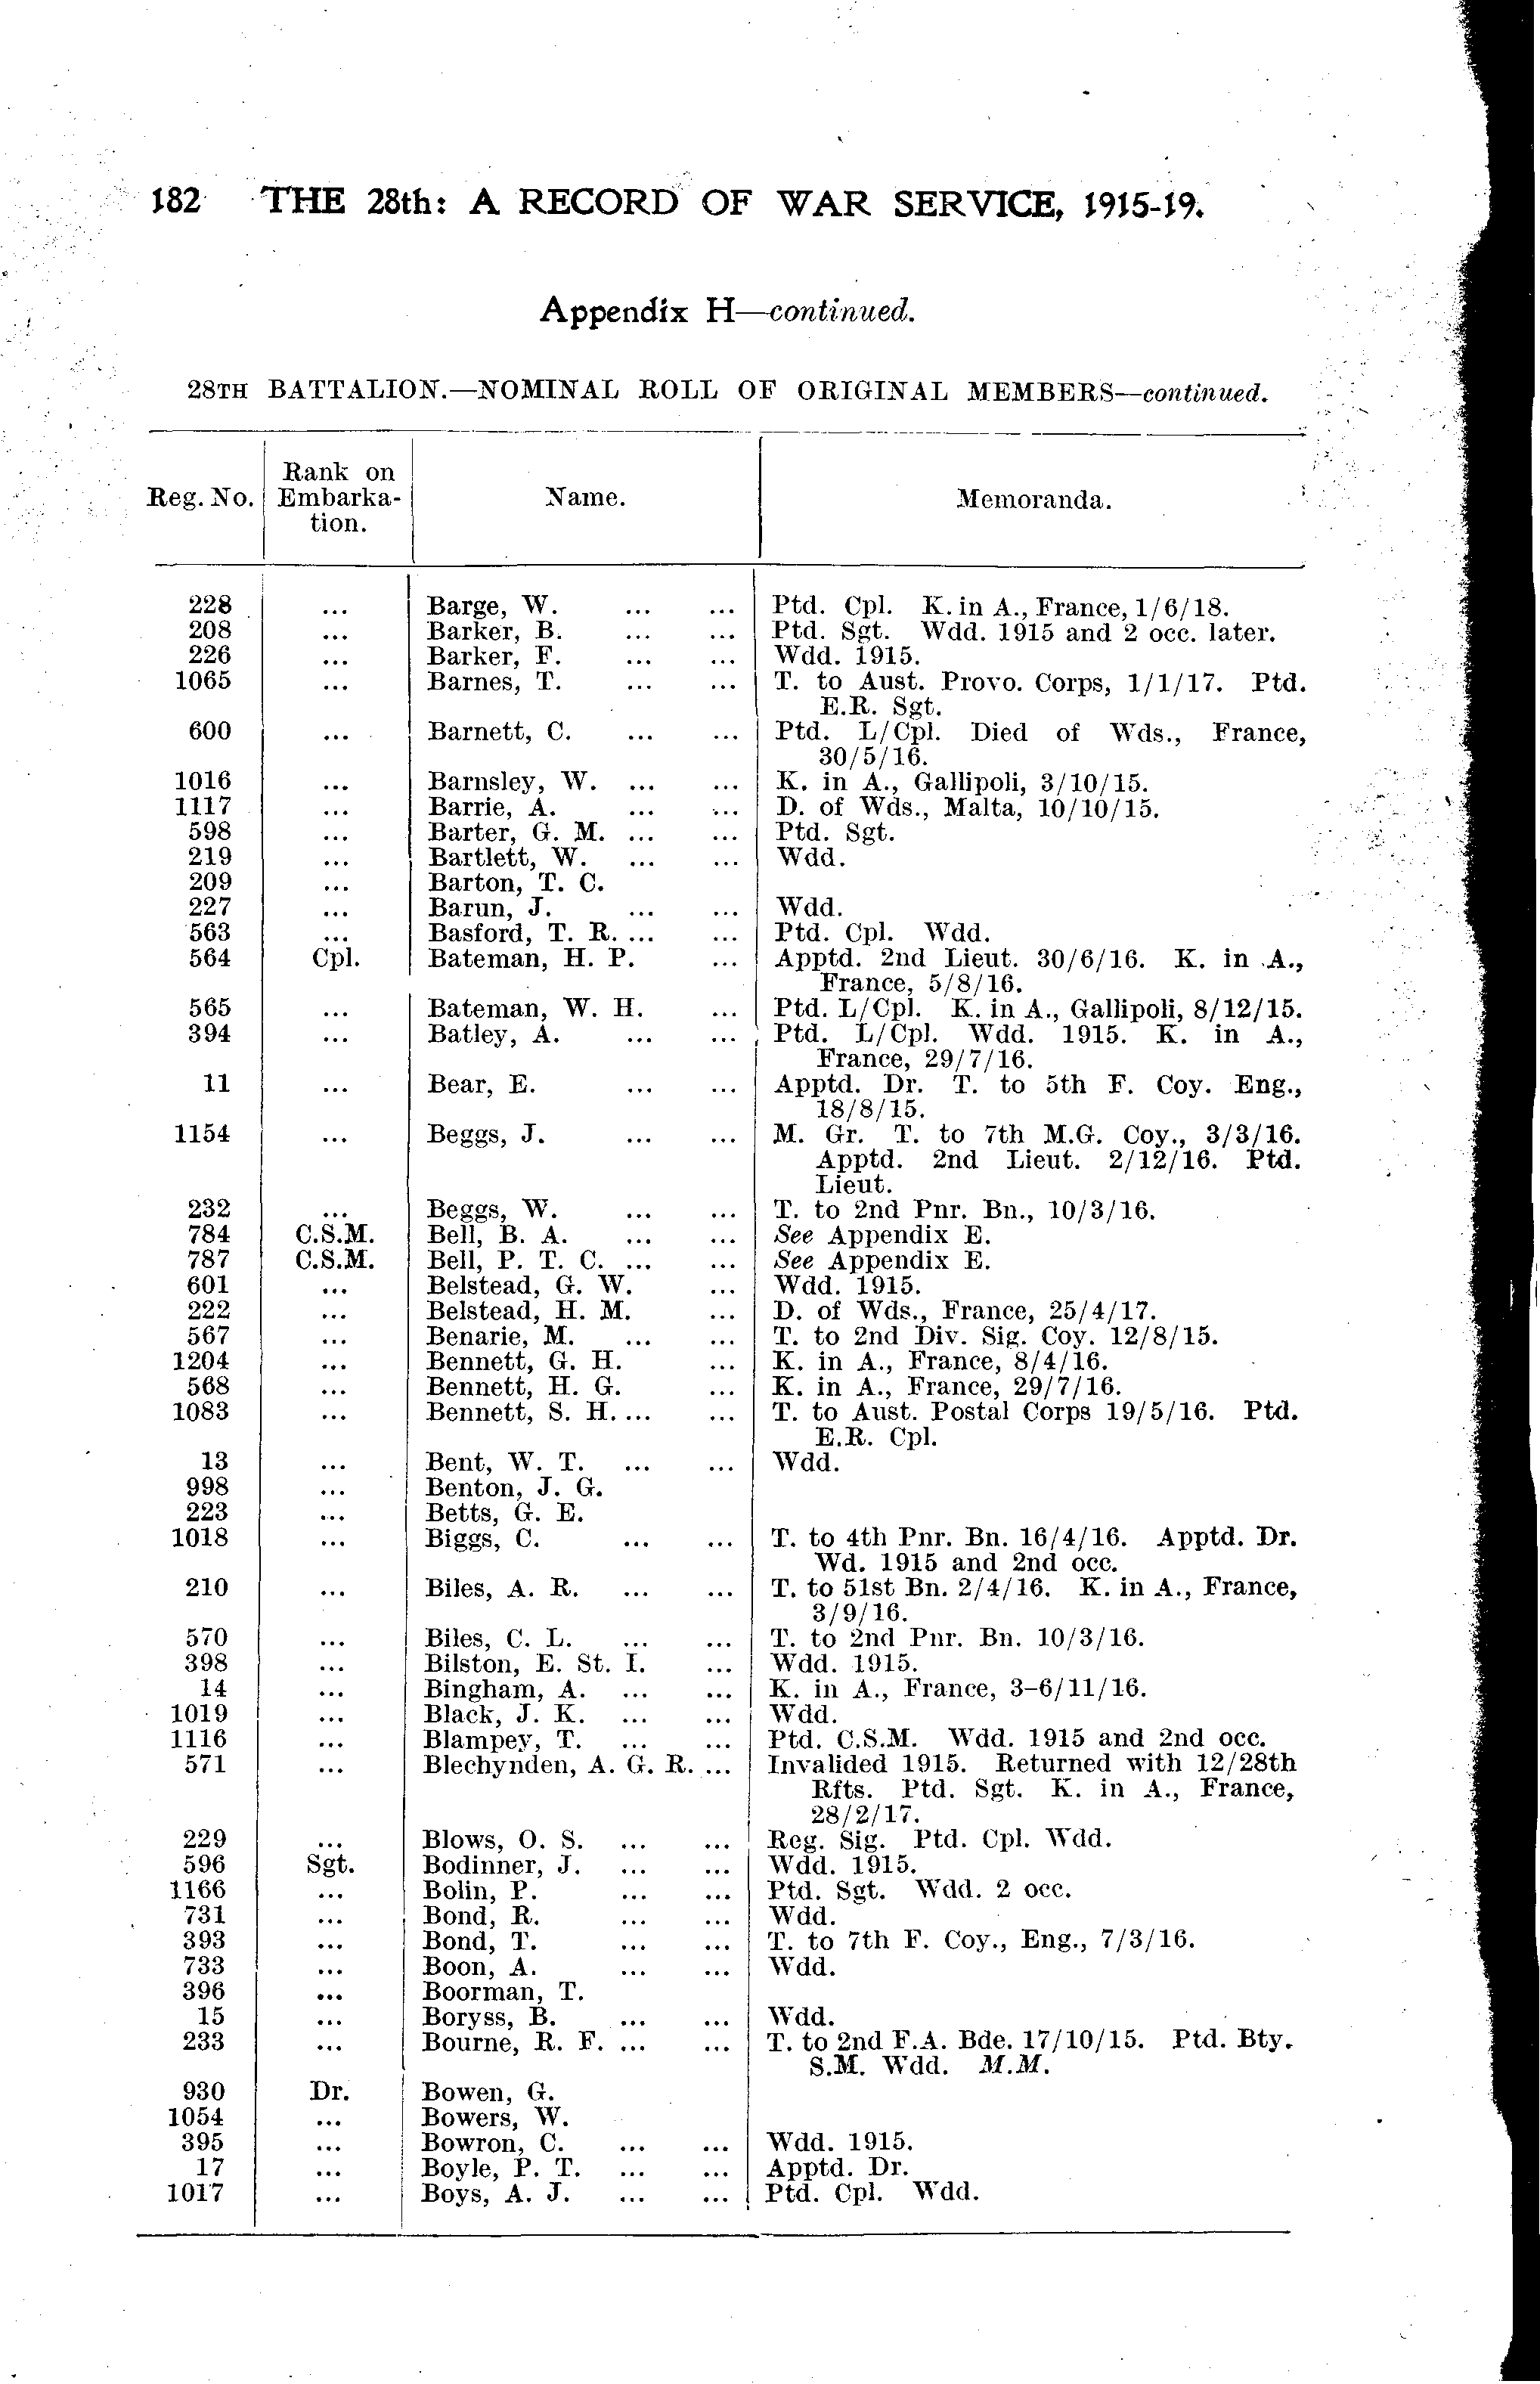 182 THE 28th: A RECORD OF WAR SERVICE, 1915-19.
Appendix H—continued.
28TH BATTALION.—NOMINAL ROLL OF ORIGINAL MEMBERS—continued.
Reg. No. | Rank on Embarka-tion. | Name. | Memoranda.
228 ... Barge, W. ... ... Ptd. Cpl. K. in A., France, 1/6/18.
208 ... Barker, B. ... ... Ptd. Sgt. Wdd. 1915 and 2 occ. later.
226 ... Barker, F. ... ... Wdd. 1915.
1065 ... Barnes, T. ... ... T. to Aust. Provo. Corps, 1/1/17. Ptd.
E.R. Sgt.
600 ... Barnett, C. ... ... Ptd. L/Cpl. Died of Wds., France,
30/5/16.
1016 ... Barnsley, W. ... ... K. in A., Gallipoli, 3/10/15.
1117 ... Barrie, A. ... ... D. of Wds., Malta, 10/10/15.
598 ... Barter, G. M. ... ... Ptd. Sgt.
219 ... Bartlett, W. ... ... Wdd.
209 ... Barton, T. C.
227 ... Barun, J. ... ... Wdd.
563 ... Basford, T. R. ... ... Ptd. Cpl. Wdd.
564 Cpl. Bateman, H. P. ... Apptd. 2nd Lieut. 30/6/16. K. in A.,
France, 5/8/16.
565 ... Bateman, W. H. ... Ptd. L/Cpl. K. in A., Gallipoli, 8/12/15.
394 ... Batley, A. ... ... Ptd. L/Cpl. Wdd. 1915. K. in A.,
France, 29/7/16.
11 ... Bear, E. ... ... Apptd. Dr. T. to 5th F. Coy. Eng.,
18/8/15.
1154 ... Beggs, J. ... ... M. Gr. T. to 7th M.G. Coy., 3/3/16.
Apptd. 2nd Lieut. 2/12/16. Ptd.
Lieut.
232 ... Beggs, W. ... ... T. to 2nd Pnr. Bn., 10/3/16.
784 C.S.M. Bell, B. A. ... ... See Appendix E.
787 C.S.M. Bell, P. T. C. ... ... See Appendix E.
601 ... Belstead, G. W. ... Wdd. 1915.
222 ... Belstead, H. M. ... D. of Wds., France, 25/4/17.
567 ... Benarie, M. ... ... T. to 2nd Div. Sig. Coy. 12/8/15.
1204 ... Bennett, G. H. ... K. in A., France, 8/4/16.
568 ... Bennett, H. G. ... K. in A., France, 29/7/16.
1083 ... Bennett, S. H. ... ... T. to Aust. Postal Corps 19/5/16. Ptd.
E.R. Cpl.
13 ... Bent, W. T. ... ... Wdd.
998 ... Benton, J. G.
223 ... Betts, G. E.
1018 ... Biggs, C. ... ... T. to 4th Pnr. Bn. 16/4/16. Apptd. Dr.
Wd. 1915 and 2nd occ.
210 ... Biles, A. R. ... ... T. to 51st Bn. 2/4/16. K. in A., France,
3/9/16.
570 ... Biles, C. L. ... ... T. to 2nd Pnr. Bn. 10/3/16.
398 ... Bilston, E. St. I. ... Wdd. 1915.
14 ... Bingham, A. ... ... K. in A., France, 3-6/11/16.
1019 ... Black, J. K. ... ... Wdd.
1116 ... Blampey, T. ... ... Ptd. C.S.M. Wdd. 1915 and 2nd occ.
571 ... Blechynden, A. G. R. ... Invalided 1915. Returned with 12/28th
Rfts. Ptd. Sgt. K. in A., France,
28/2/17.
229 ... Blows, O. S. ... ... Reg. Sig. Ptd. Cpl. Wdd.
596 Sgt. Bodinner, J. ... ... Wdd. 1915.
1166 ... Bolin, P. ... ... Ptd. Sgt. Wdd. 2 occ.
731 ... Bond, R. ... ... Wdd.
393 ... Bond, T. ... ... T. to 7th F. Coy., Eng., 7/3/16.
733 ... Boon, A. ... ... Wdd.
396 ... Boorman, T.
15 ... Boryss, B. ... ... Wdd.
233 ... Bourne, R. F. ... ... T. to 2nd F.A. Bde. 17/10/15. Ptd. Bty.
S.M. Wdd. M.M.
930 Dr. Bowen, G.
1054 ... Bowers, W.
395 ... Bowron, C. ... ... Wdd. 1915.
17 ... Boyle, P. T. ... ... Apptd. Dr.
1017 ... Boys, A. J. ... ... Ptd. Cpl. Wdd.